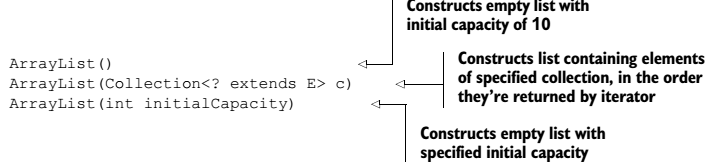 Constructs empty list with
initial capacity of 10
ArrayList()
ArrayList(Collection<? extends E> c)
ArrayList(int initialCapacity)
Constructs list containing elements
of specified collection, in the order
they're returned by iterator
Constructs empty list with
specified initial capacity